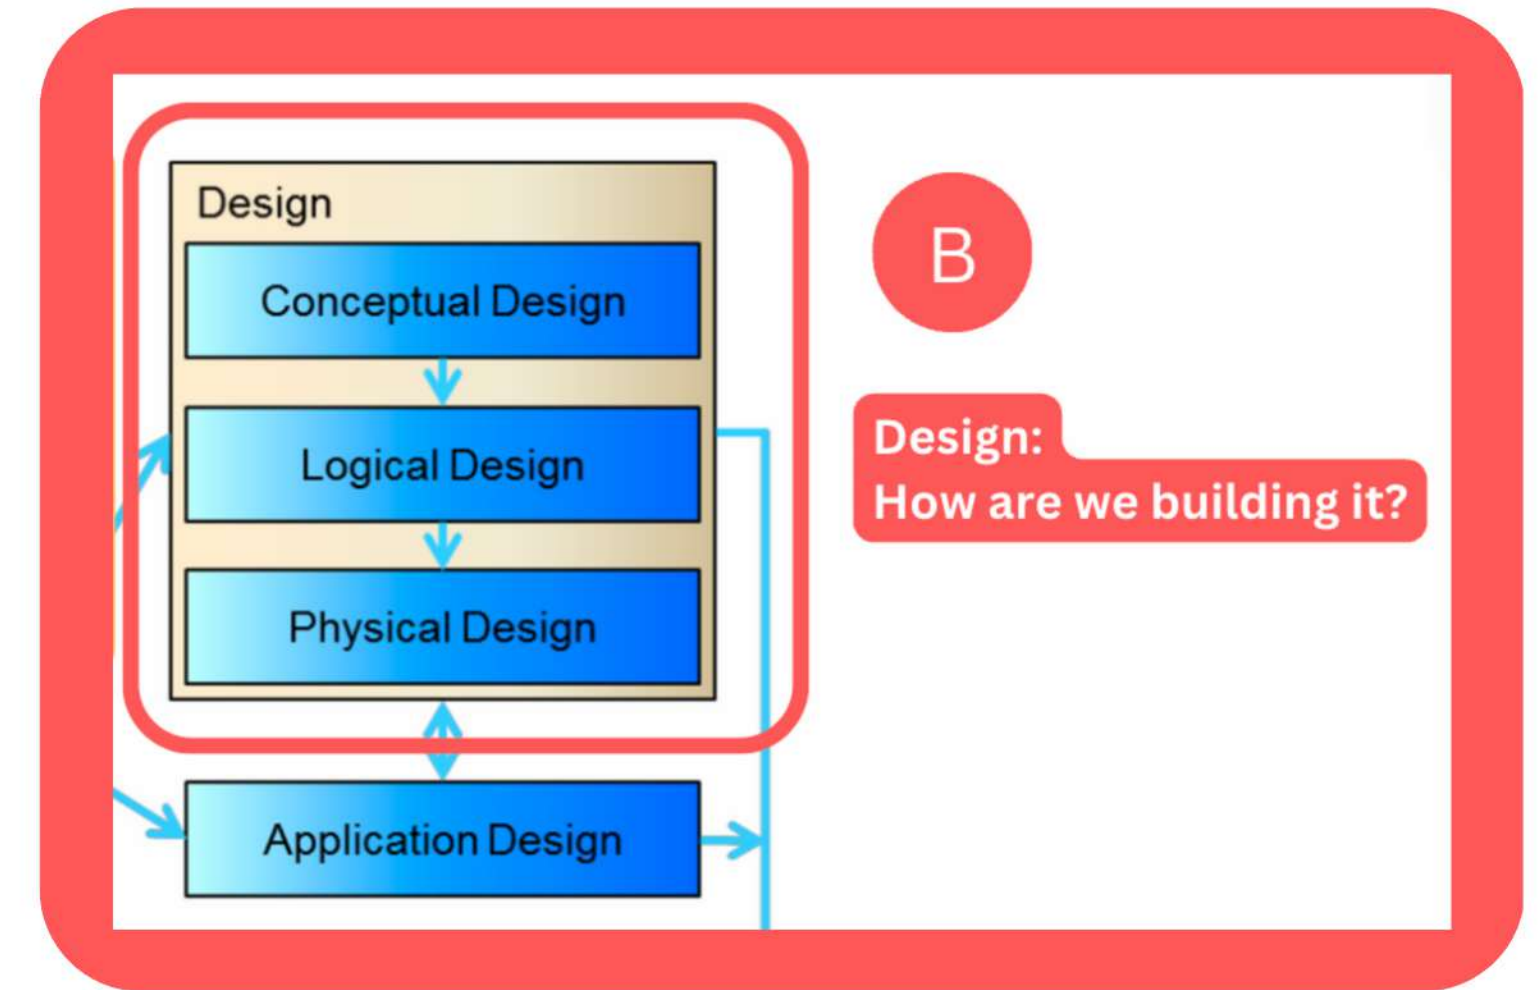 Design
Conceptual Design
Logical Design
Physical Design
Application Design
B
Design:
How are we building it?